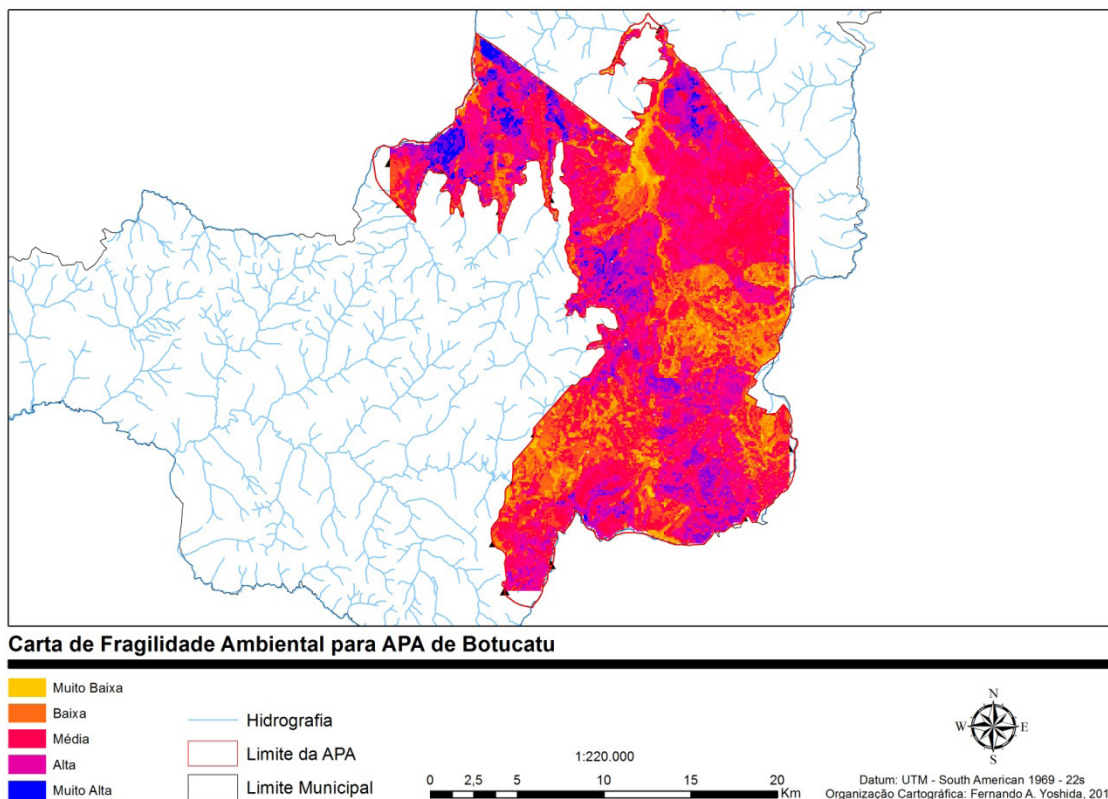 Carta de Fragilidade Ambiental para APA de Botucatu
Muito Baixa
Baixa
Média
Alta
Muito Alta
Hidrografia
Limite da APA
Limite Municipal
1:220.000
0 2,5 5 10 15 20
Km
N
W E
S
Datum: UTM - South American 1969 - 22s
Organização Cartográfica: Fernando A. Yoshida, 201